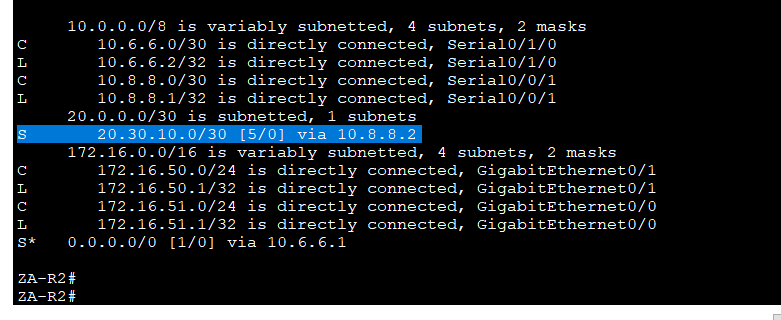 10.0.0.0/8 is variably subnetted, 4 subnets, 2 masks
C 10.6.6.0/30 is directly connected, Serial0/1/0
L 10.6.6.2/32 is directly connected, Serial0/1/0
C 10.8.8.0/30 is directly connected, Serial0/0/1
L 10.8.8.1/32 is directly connected, Serial0/0/1
20.0.0.0/30 is subnetted, 1 subnets
S 20.30.10.0/30 [5/0] via 10.8.8.2
172.16.0.0/16 is variably subnetted, 4 subnets, 2 masks
C 172.16.50.0/24 is directly connected, GigabitEthernet0/1
L 172.16.50.1/32 is directly connected, GigabitEthernet0/1
C 172.16.51.0/24 is directly connected, GigabitEthernet0/0
L 172.16.51.1/32 is directly connected, GigabitEthernet0/0
S* 0.0.0.0/0 [1/0] via 10.6.6.1
ZA-R2#
ZA-R2#